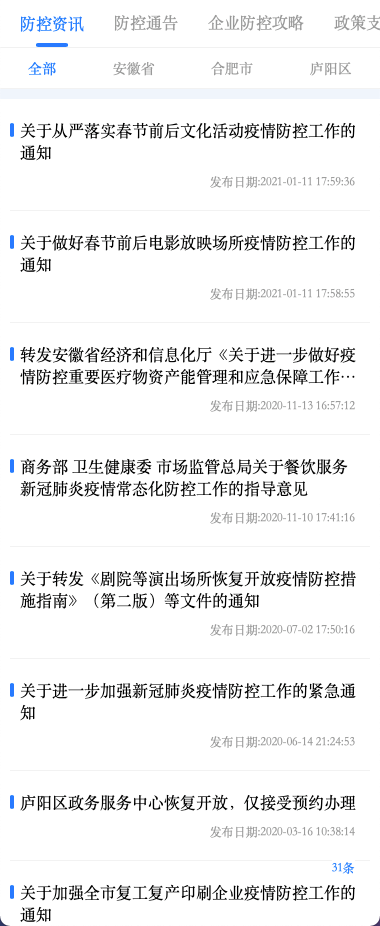 防控资讯 防控通告 企业防控攻略 政策支
全部 安徽省 合肥市 庐阳区
关于从严落实春节前后文化活动疫情防控工作的
通知
发布日期:2021-01-11 17:59:36
关于做好春节前后电影放映场所疫情防控工作的
通知
发布日期:2021-01-11 17:58:55
转发安徽省经济和信息化厅《关于进一步做好疫
情防控重要医疗物资产能管理和应急保障工作…
发布日期:2020-11-13 16:57:12
商务部 卫生健康委 市场监管总局关于餐饮服务
新冠肺炎疫情常态化防控工作的指导意见
发布日期:2020-11-10 17:41:16
关于转发《剧院等演出场所恢复开放疫情防控措
施指南》（第二版）等文件的通知
发布日期:2020-07-02 17:50:16
关于进一步加强新冠肺炎疫情防控工作的紧急通
知
发布日期:2020-06-14 21:24:53
庐阳区政务服务中心恢复开放，仅接受预约办理
发布日期:2020-03-16 10:38:14
31条
关于加强全市复工复产印刷企业疫情防控工作的
通知